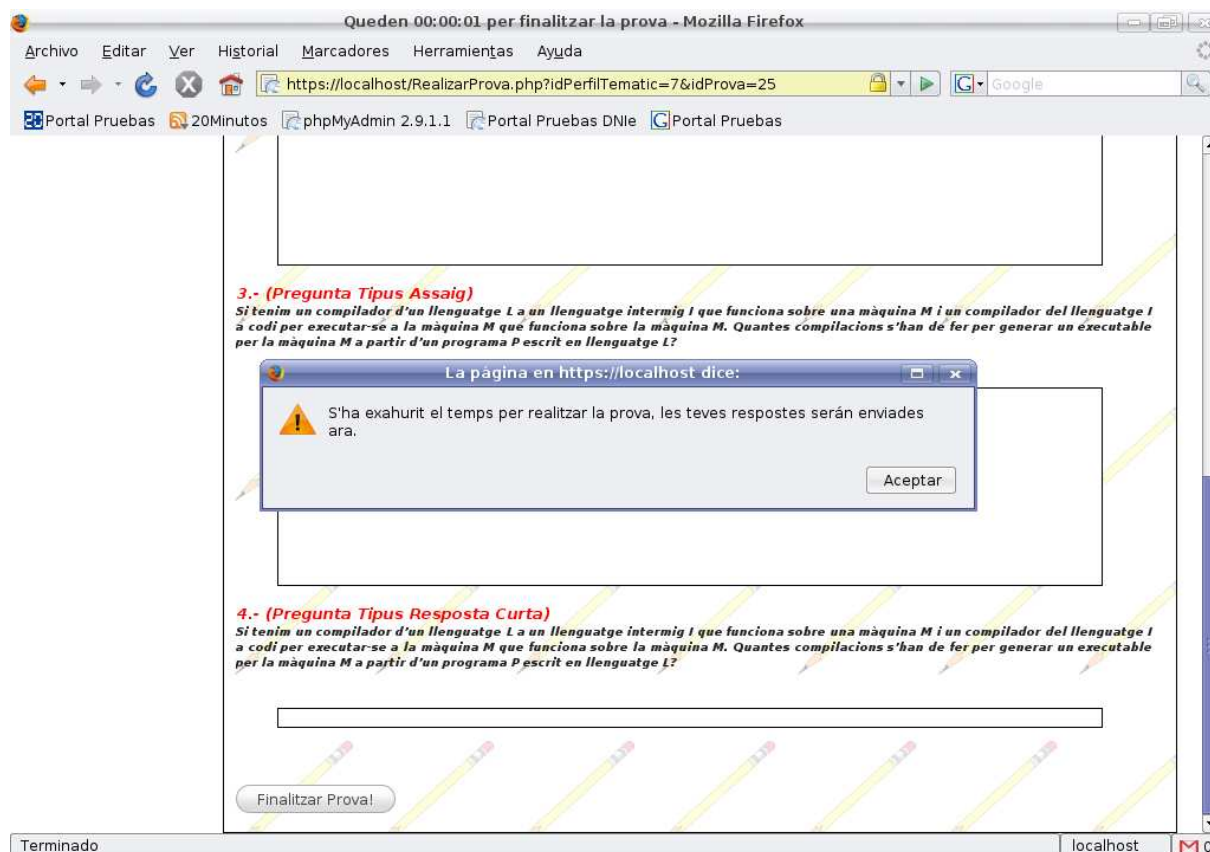 Queden 00:00:01 per finalitzar la prova - Mozilla Firefox
Archivo Editar Ver Historial Marcadores Herramientas Ayuda
https://localhost/RealizarProva.php?idPerfilTematic=7&idProva=25
G Google
Portal Pruebas 20Minutos phpMyAdmin 2.9.1.1 Portal Pruebas DNIe Portal Pruebas
3.- (Pregunta Tipus Assaig)
Si tenim un compilador d'un llenguatge L a un llenguatge intermig I que funciona sobre una màquina M i un compilador del llenguatge I
a codi per executar-se a la màquina M que funciona sobre la màquina M. Quantes compilacions s'han de fer per generar un executable
per la màquina M a partir d'un programa P escrit en llenguatge L?
La página en https://localhost dice:
S'ha exahurit el temps per realitzar la prova, les teves respostes serán enviades
ara.
Aceptar
4.- (Pregunta Tipus Resposta Curta)
Si tenim un compilador d'un llenguatge L a un llenguatge intermig I que funciona sobre una màquina M i un compilador del llenguatge I
a codi per executar-se a la màquina M que funciona sobre la màquina M. Quantes compilacions s'han de fer per generar un executable
per la màquina M a partir d'un programa P escrit en llenguatge L?
Finalitzar Prova!
Terminado localhost